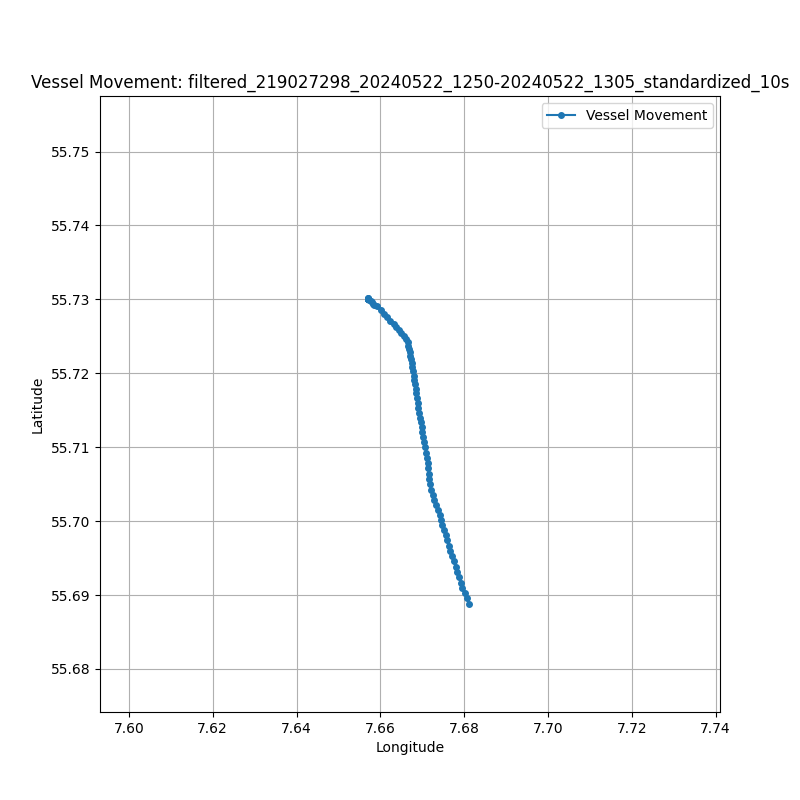 Vessel Movement: filtered_219027298_20240522_1250-20240522_1305_standardized_10s
Vessel Movement
55.75
55.74
55.73
55.72
55.71
55.70
55.69
55.68
Latitude
7.60 7.62 7.64 7.66 7.68 7.70 7.72 7.74
Longitude